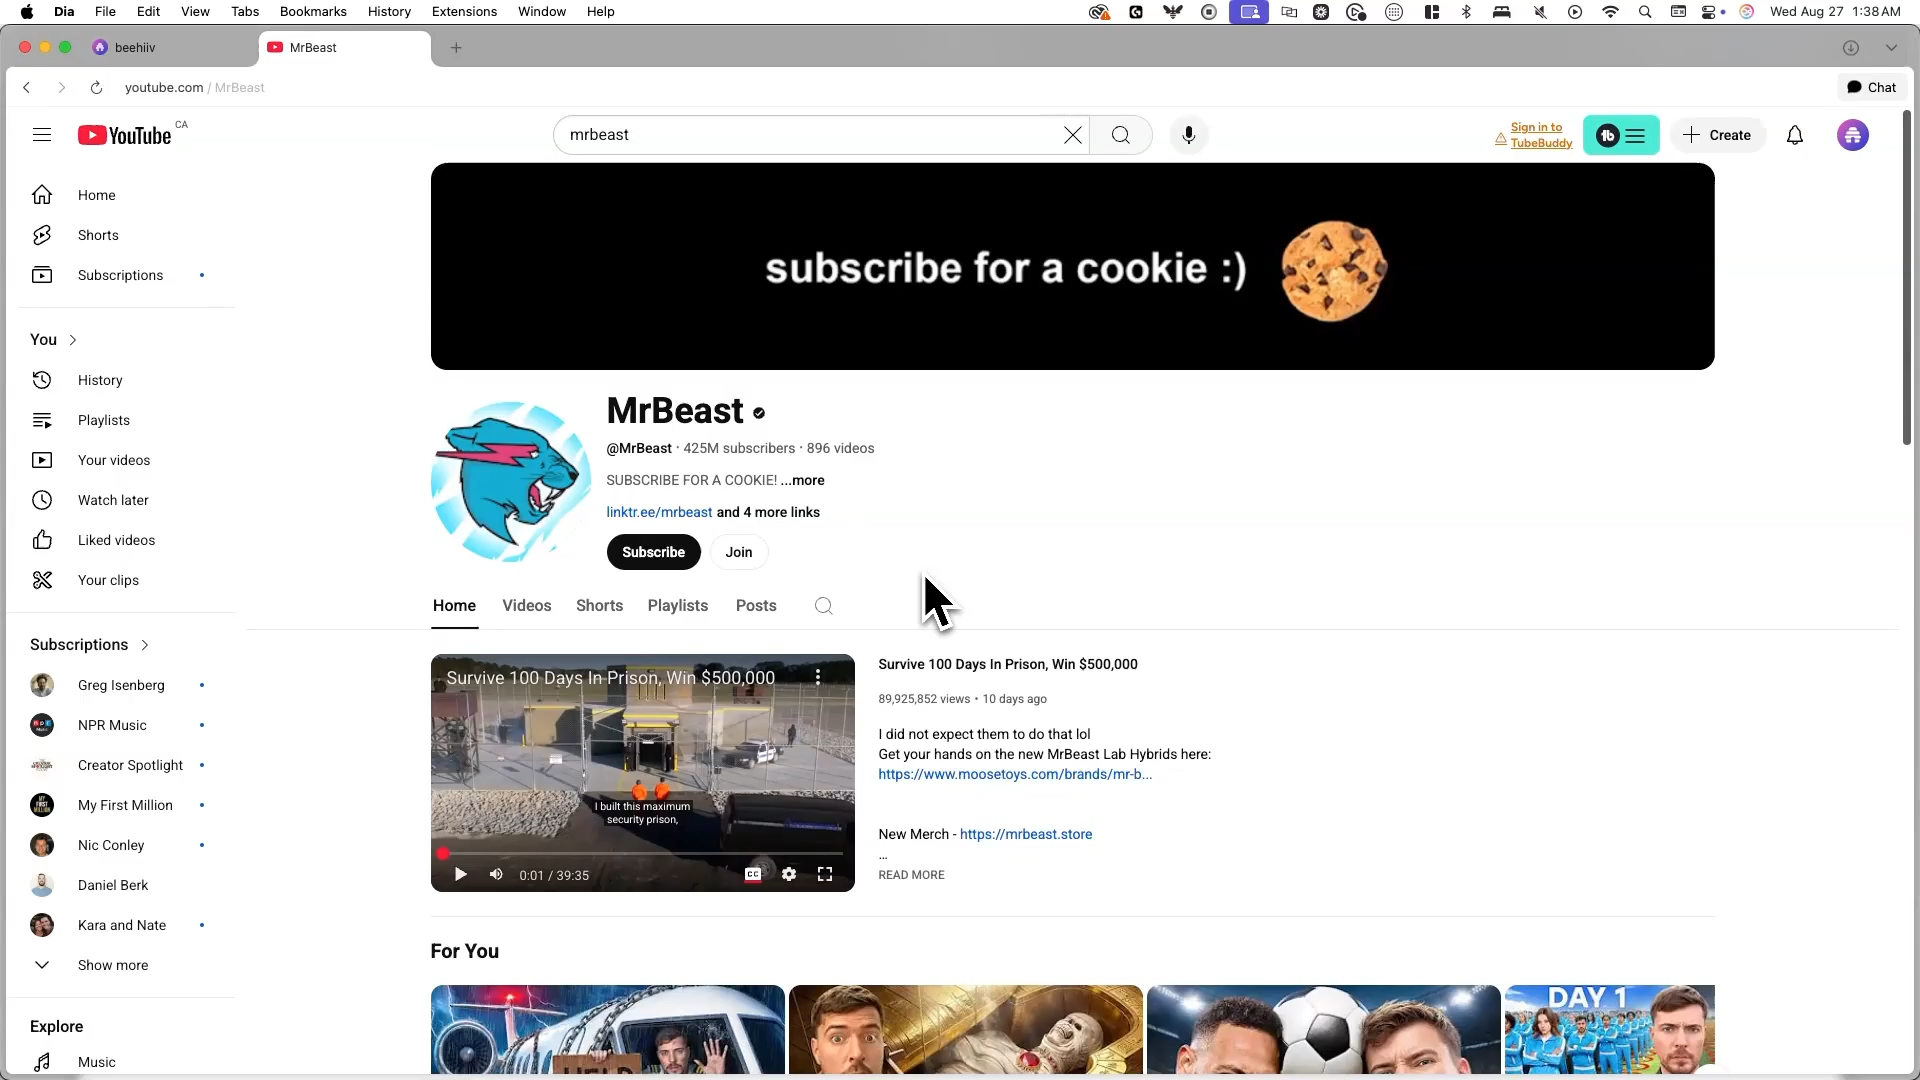 Dia File Edit View Tabs Bookmarks History Extensions Window Help Wed Aug 27 1:38 AM
beehiiv MrBeast
youtube.com / MrBeast Chat
YouTube CA mrbeast Sign in to
TubeBuddy Create
Home
Shorts
Subscriptions
You
History
Playlists
Your videos
Watch later
Liked videos
Your clips
Subscriptions
Greg Isenberg
NPR Music
Creator Spotlight
My First Million
Nic Conley
Daniel Berk
Kara and Nate
Show more
Explore
Music
subscribe for a cookie :)
MrBeast
@MrBeast · 425M subscribers · 896 videos
SUBSCRIBE FOR A COOKIE! ...more
linktr.ee/mrbeast and 4 more links
Subscribe Join
Home Videos Shorts Playlists Posts
Survive 100 Days In Prison, Win $500,000
I built this maximum
security prison,
0:01 / 39:35
CC
Survive 100 Days In Prison, Win $500,000
89,925,852 views • 10 days ago
I did not expect them to do that lol
Get your hands on the new MrBeast Lab Hybrids here:
https://www.moosetoys.com/brands/mr-b...
New Merch - https://mrbeast.store
...
READ MORE
For You
HELP
DAY 1